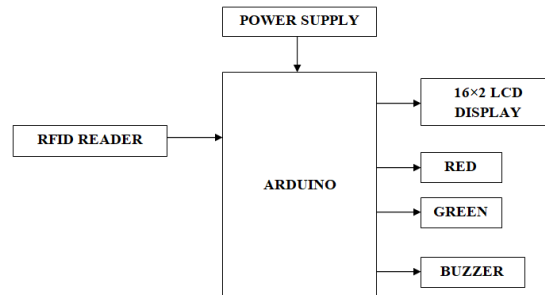 POWER SUPPLY
16×2 LCD
DISPLAY
RFID READER
ARDUINO
RED
GREEN
BUZZER